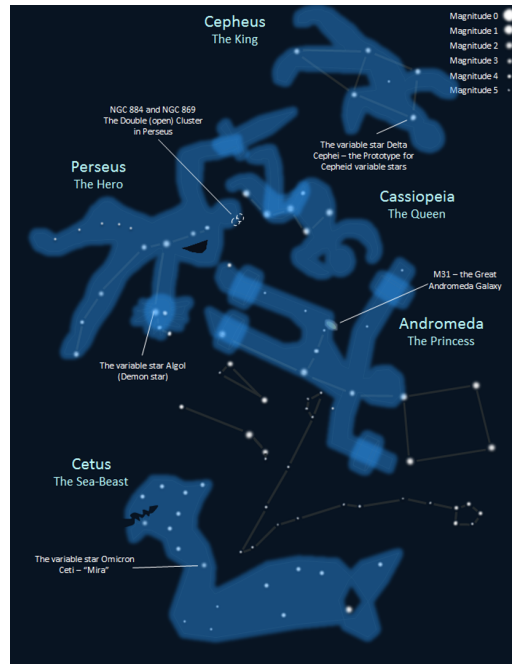 Cepheus
The King
Magnitude 0
Magnitude 1
Magnitude 2
Magnitude 3
Magnitude 4
Magnitude 5
NGC 884 and NGC 869
The Double (open) Cluster
in Perseus
The variable star Delta
Cephei – the Prototype for
Cepheid variable stars
Perseus
The Hero
Cassiopeia
The Queen
M31 – the Great
Andromeda Galaxy
Andromeda
The Princess
The variable star Algol
(Demon star)
Cetus
The Sea-Beast
The variable star Omicron
Ceti – "Mira"